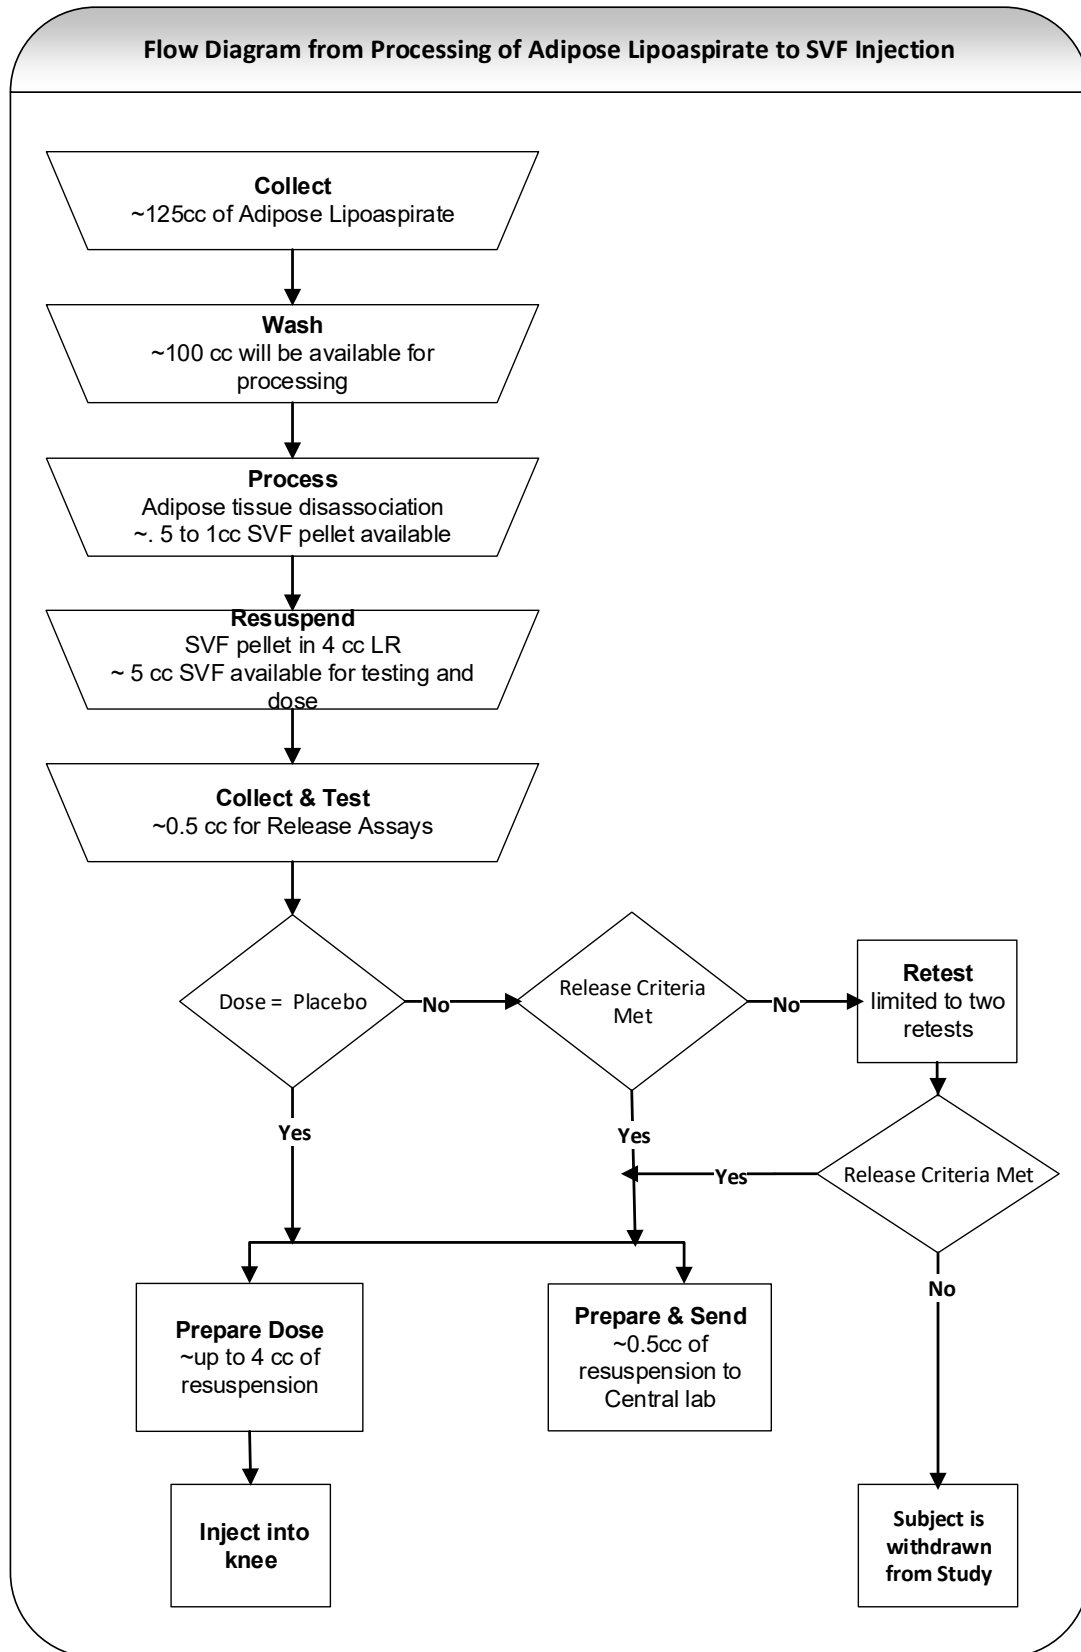 Flow Diagram from Processing of Adipose Lipoaspirate to SVF Injection
Collect
~125cc of Adipose Lipoaspirate
Wash
~100 cc will be available for
processing
Process
Adipose tissue disassociation
~. 5 to 1cc SVF pellet available
Resuspend
SVF pellet in 4 cc LR
~ 5 cc SVF available for testing and
dose
Collect & Test
~0.5 cc for Release Assays
Dose = Placebo
No
Release Criteria
Met
No
Retest
limited to two
retests
Yes
Yes
Yes
Release Criteria Met
No
Prepare Dose
~up to 4 cc of
resuspension
Prepare & Send
~0.5cc of
resuspension to
Central lab
Inject into
knee
Subject is
withdrawn
from Study